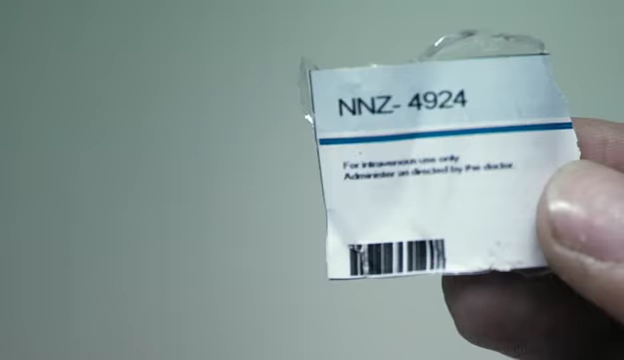 NNZ- 4924
For intravenous use only
Administer as directed by the doctor.